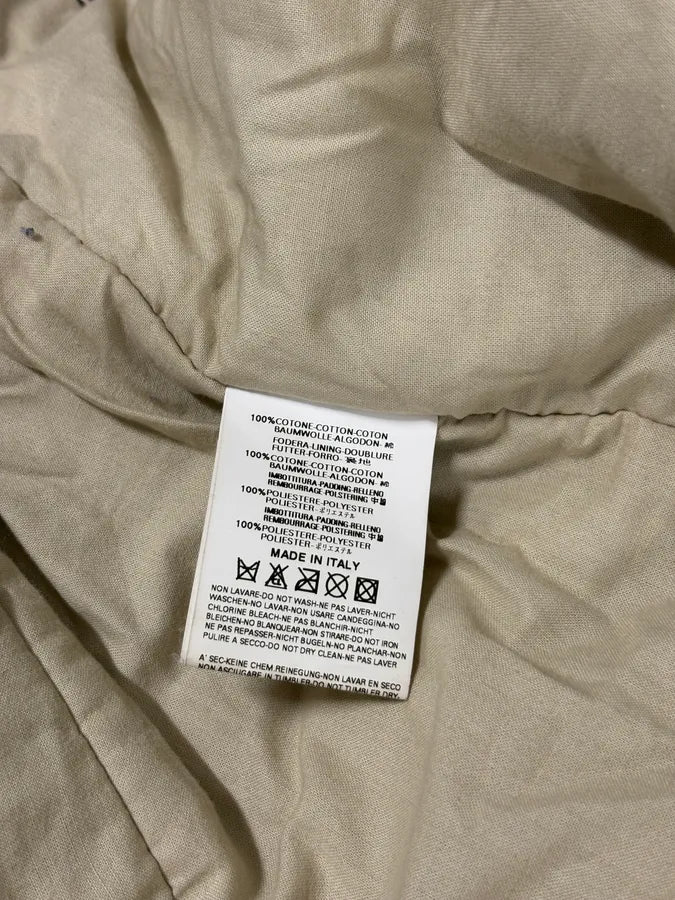 100%COTONE-COTTON-COTON
BAUMWOLLE-ALGODON-綿
FODERA-LINING-DOUBLURE
FUTTER-FORRO-
100%COTONE-COTTON-COTON
BAUMWOLLE-ALGODON-綿
IMBOTTITURA-PADDING-RELLENO
REMBOURRAGE-POLSTERING 中
100%POLIESTERE-POLYESTER
POLIESTER-ポリエステル
IMBOTTITURA-PADDING-RELLENO
REMBOURRAGE-POLSTERING 中
100%POLIESTERE-POLYESTER
POLIESTER-ポリエステル
MADE IN ITALY
NON LAVARE-DO NOT WASH-NE PAS LAVER-NICHT
WASCHEN-NO LAVAR-NON USARE CANDEGGINA-NO
CHLORINE BLEACH-NE PAS BLANCHIR-NICHT
BLEICHEN-NO BLANQUEAR-NON STIRARE-DO NOT IRON
NE PAS REPASSER-NICHT BUGELN-NO PLANCHAR-NON
PULIRE A SECCO-DO NOT DRY CLEAN-NE PAS LAVER
A' SEC-KEINE CHEM.REINEGUNG-NON LAVAR EN SECO
NON ASCIUGARE IN TUMBLER-DO NOT TUMBLER DRY-